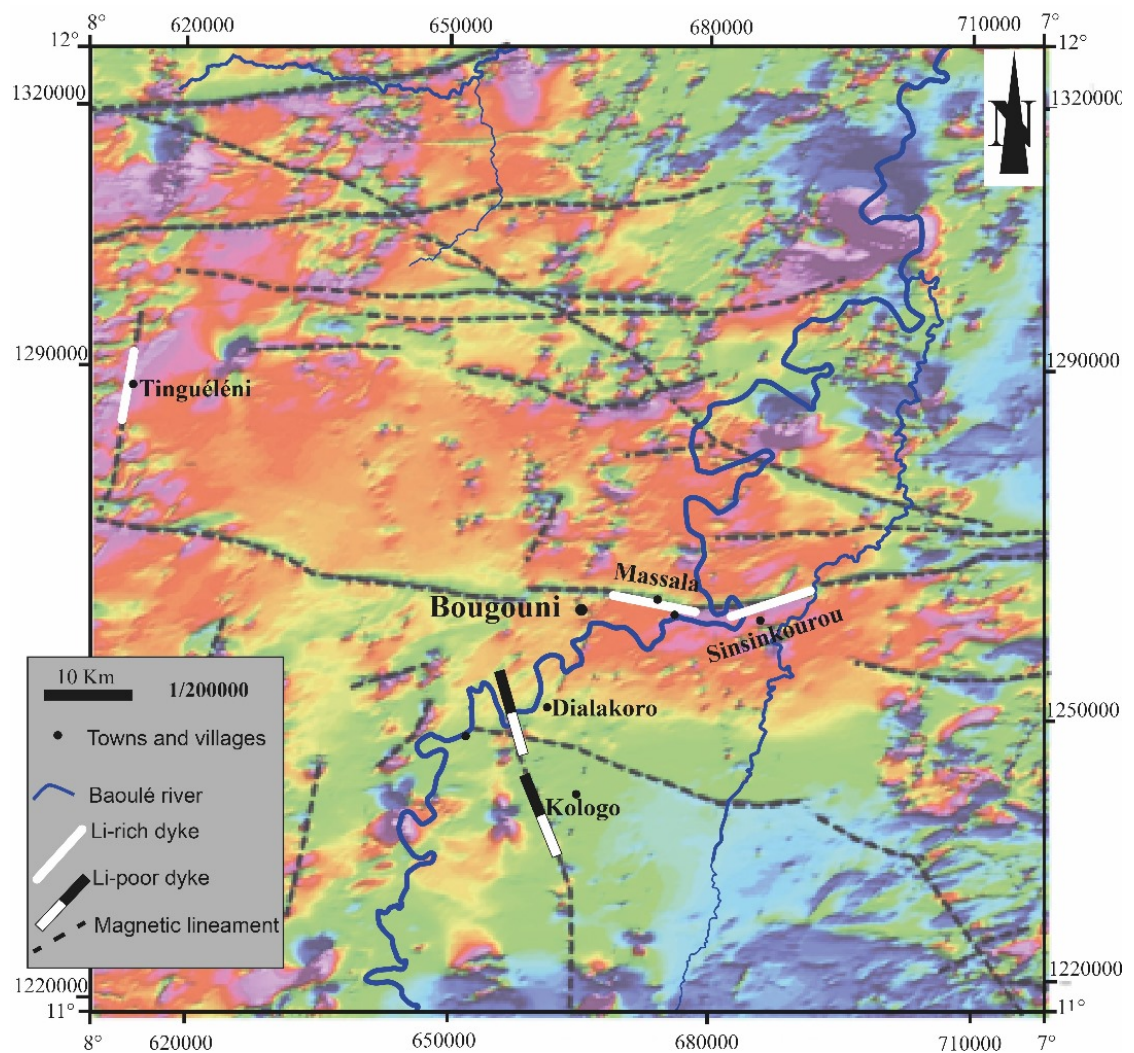 8° 620000 650000 680000 710000 7°
12° 12°
1320000 1320000
N
1290000 1290000
Tinguéléni
Massala
Bougouni
Sinsinkourou
10 Km 1/200000
Dialakoro
1250000
Towns and villages
Baoulé river
Kologo
Li-rich dyke
Li-poor dyke
Magnetic lineament
1220000 1220000
11° 11°
8° 620000 650000 680000 710000 7°